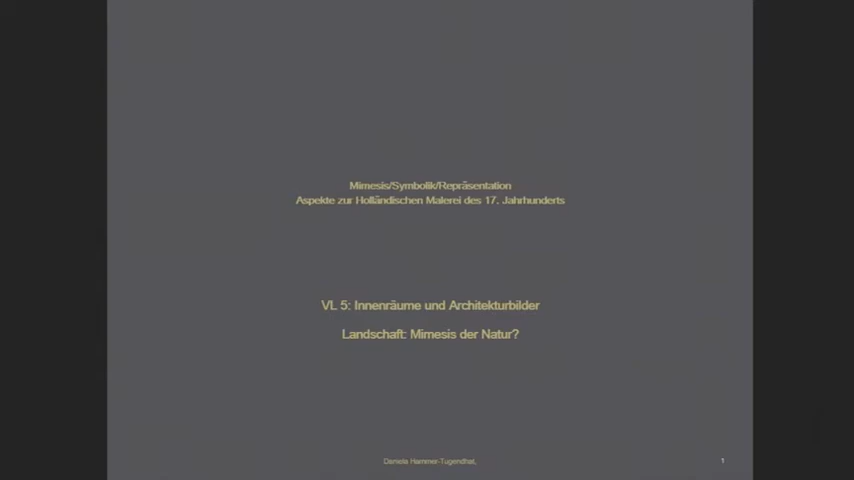 Mimesis/Symbolik/Repräsentation
Aspekte zur Holländischen Malerei des 17. Jahrhunderts
VL 5: Innenräume und Architekturbilder
Landschaft: Mimesis der Natur?
Daniela Hammer-Tugendhat,
1